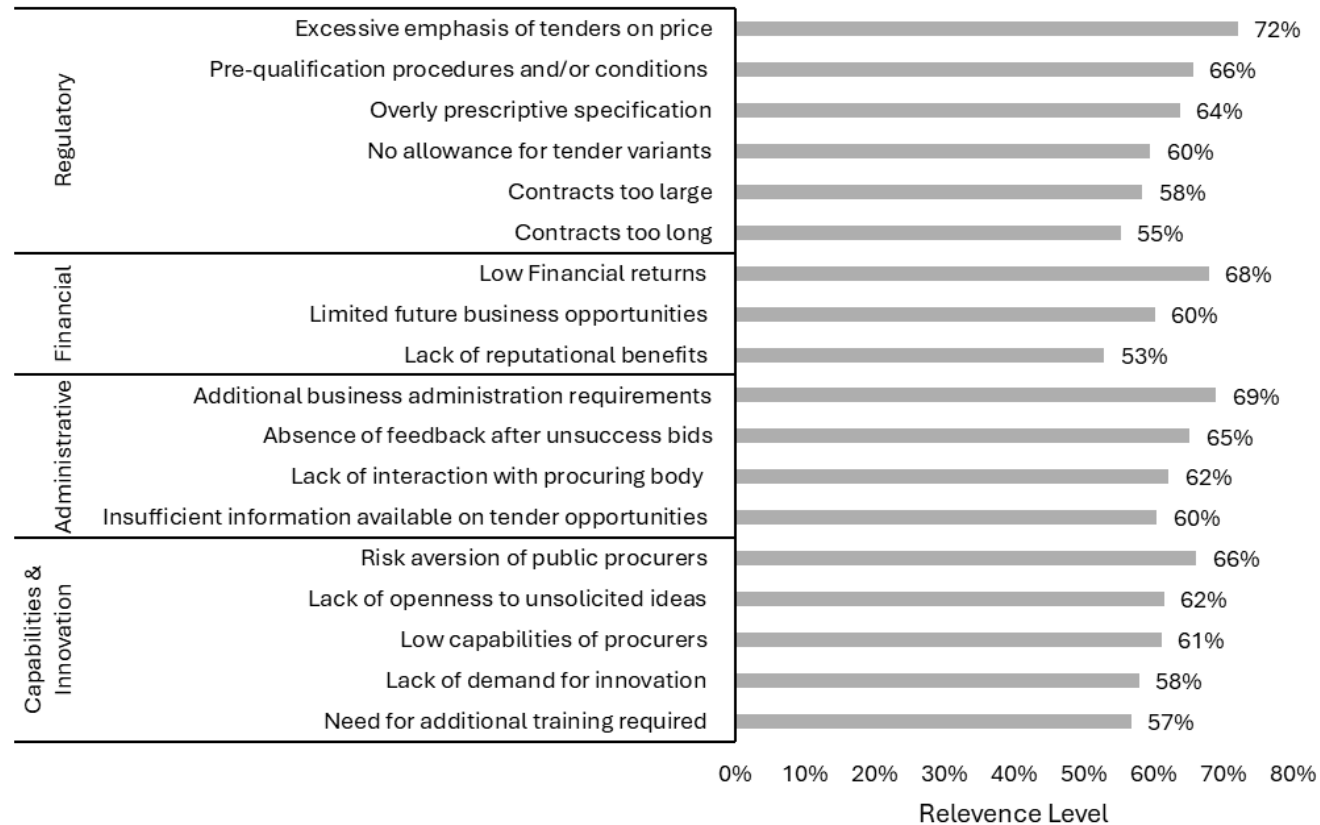 Regulatory
Excessive emphasis of tenders on price 72%
Pre-qualification procedures and/or conditions 66%
Overly prescriptive specification 64%
No allowance for tender variants 60%
Contracts too large 58%
Contracts too long 55%
Financial
Low Financial returns 68%
Limited future business opportunities 60%
Lack of reputational benefits 53%
Administrative
Additional business administration requirements 69%
Absence of feedback after unsuccess bids 65%
Lack of interaction with procuring body 62%
Insufficient information available on tender opportunities 60%
Capabilities &
Innovation
Risk aversion of public procurers 66%
Lack of openness to unsolicited ideas 62%
Low capabilities of procurers 61%
Lack of demand for innovation 58%
Need for additional training required 57%
0% 10% 20% 30% 40% 50% 60% 70% 80%
Relevence Level